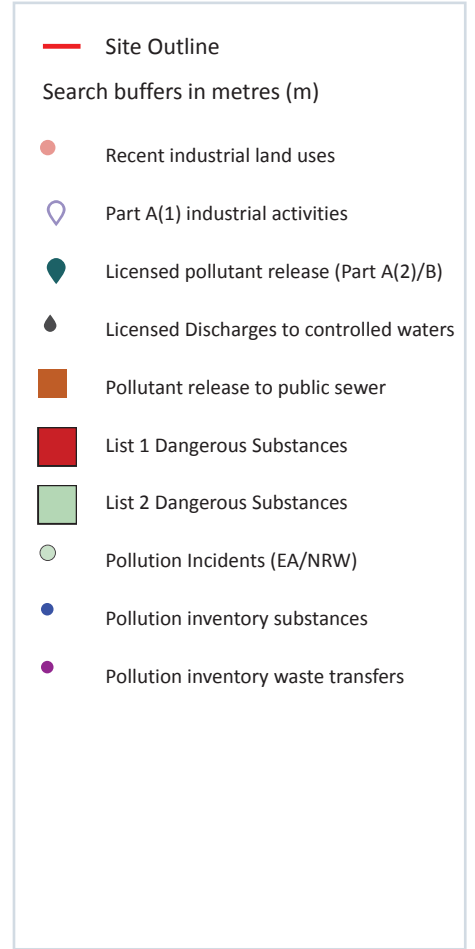 Site Outline
Search buffers in metres (m)
Recent industrial land uses
Part A(1) industrial activities
Licensed pollutant release (Part A(2)/B)
Licensed Discharges to controlled waters
Pollutant release to public sewer
List 1 Dangerous Substances
List 2 Dangerous Substances
Pollution Incidents (EA/NRW)
Pollution inventory substances
Pollution inventory waste transfers